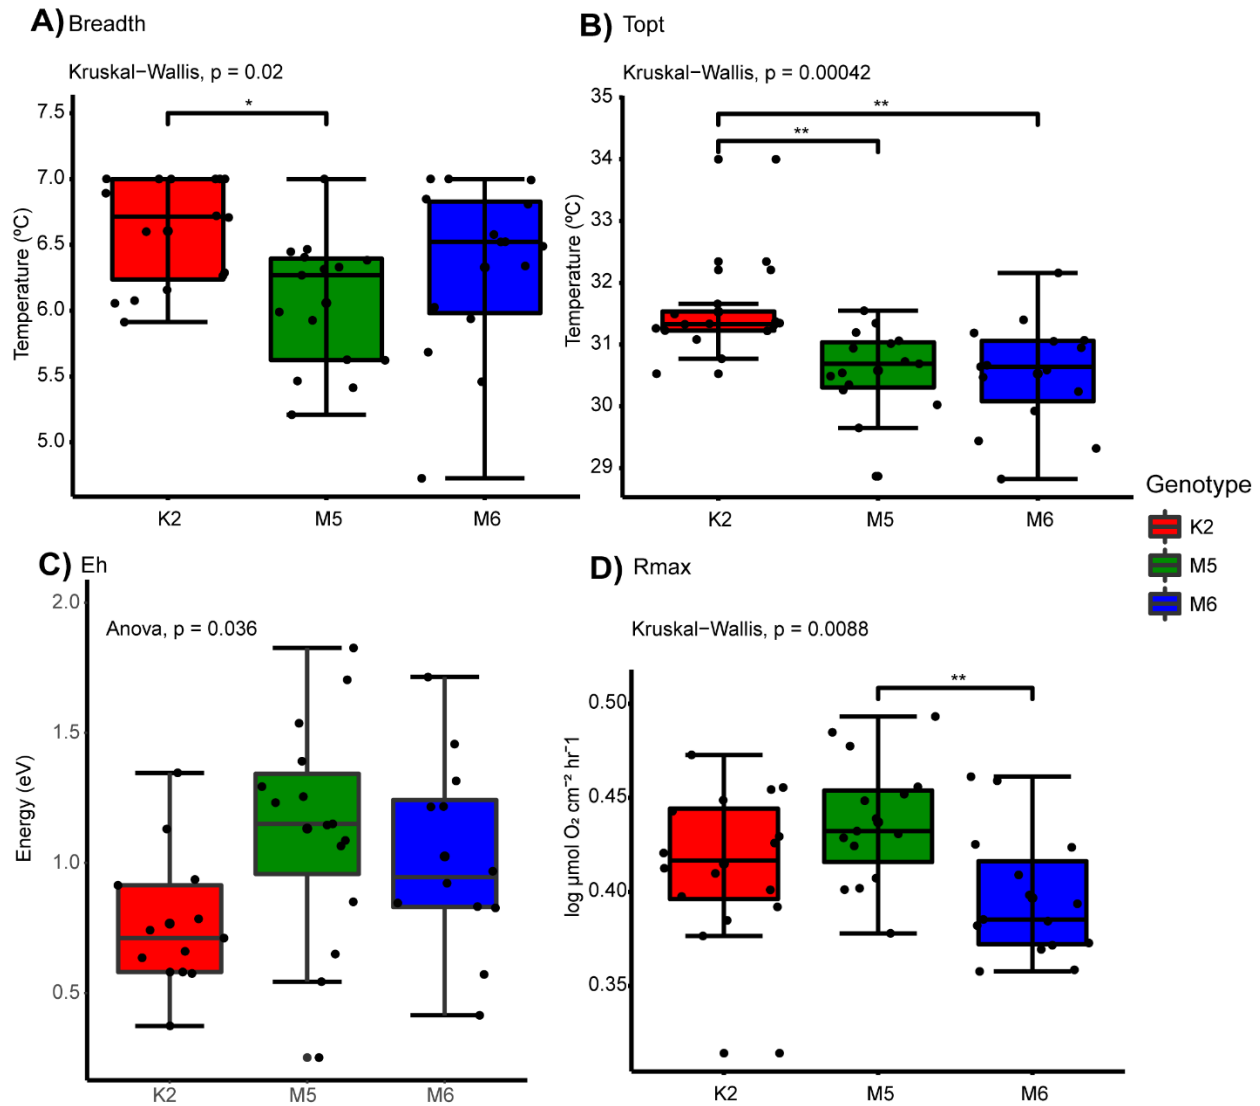 A) Breadth
Kruskal−Wallis, p = 0.02
*
7.5
7.0
6.5
6.0
5.5
5.0
Temperature (ºC)
K2 M5 M6
B) Topt
Kruskal−Wallis, p = 0.00042
**
**
35
34
33
32
31
30
29
Temperature (ºC)
K2 M5 M6
Genotype
K2
M5
M6
C) Eh
Anova, p = 0.036
2.0
1.5
1.0
0.5
Energy (eV)
K2 M5 M6
D) Rmax
Kruskal−Wallis, p = 0.0088
**
0.50
0.45
0.40
0.35
log µmol O₂ cm⁻² hr⁻1
K2 M5 M6